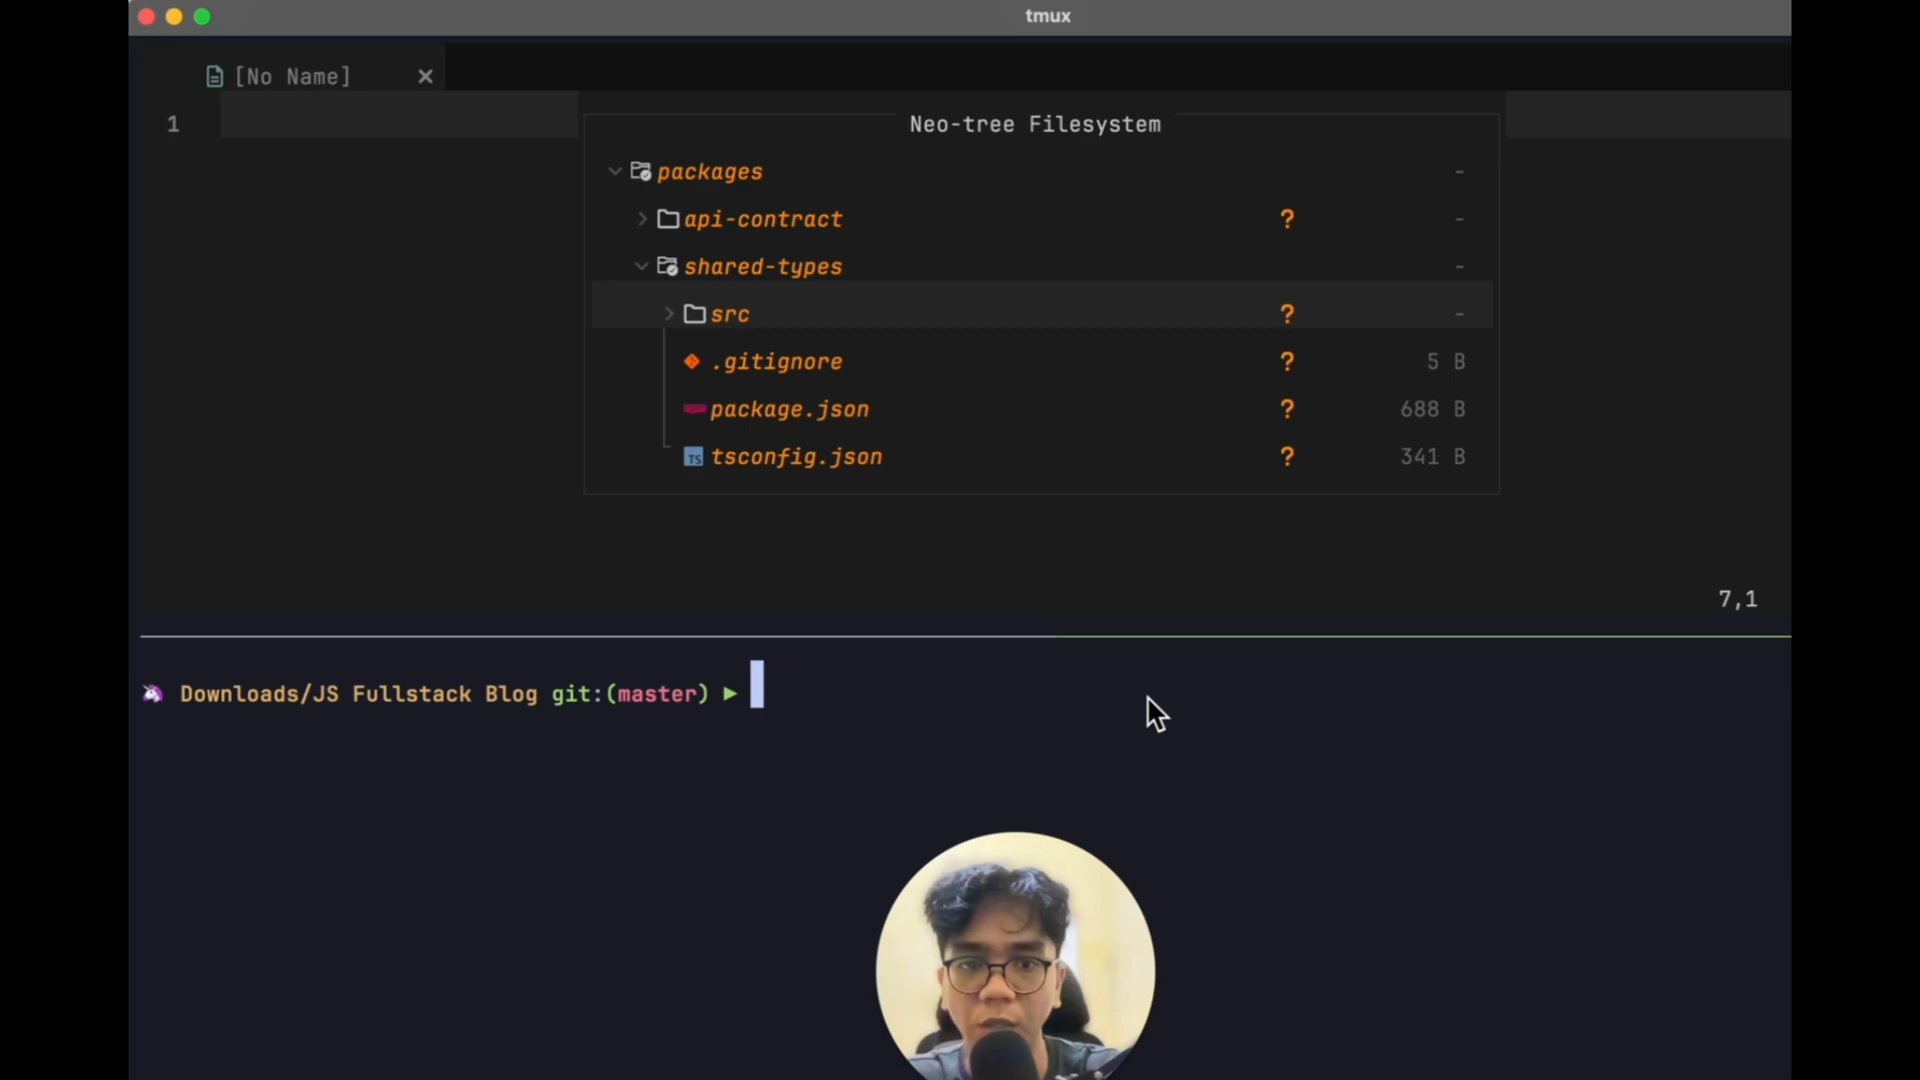 tmux
[No Name] ×
1
Neo-tree Filesystem
packages -
api-contract ? -
shared-types -
src ? -
.gitignore ? 5 B
package.json ? 688 B
TS tsconfig.json ? 341 B
7,1
Downloads/JS Fullstack Blog git:(master) ►